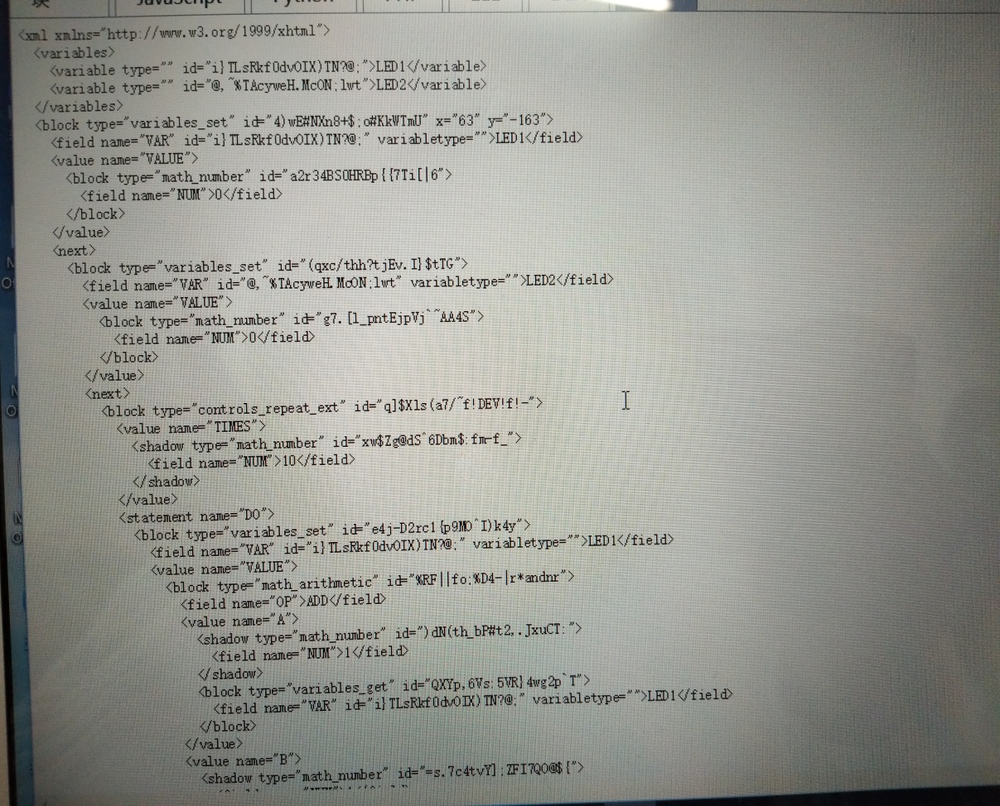 块 JavaScript Python
<xml xmlns="http://www.w3.org/1999/xhtml">
<variables>
<variable type="" id="i}TLsRkf0dvOIX)TN?@;">LED1</variable>
<variable type="" id="@,~%TAcyweH.McON;lwt">LED2</variable>
</variables>
<block type="variables_set" id="4)wE#NXn8+$;o#KkWTmU" x="63" y="-163">
<field name="VAR" id="i}TLsRkf0dvOIX)TN?@;" variabletype="">LED1</field>
<value name="VALUE">
<block type="math_number" id="a2r34BS0HRBp{{7Ti[|6">
<field name="NUM">0</field>
</block>
</value>
<next>
<block type="variables_set" id="(qxc/thh?tjEv.I}$tTG">
<field name="VAR" id="@,~%TAcyweH.McON;lwt" variabletype="">LED2</field>
<value name="VALUE">
<block type="math_number" id="g7.[l_pntEjpVj`~AA4S">
<field name="NUM">0</field>
</block>
</value>
<next>
<block type="controls_repeat_ext" id="q]$Xls(a7/~f!DEV!f!-">
<value name="TIMES">
<shadow type="math_number" id="xw$Zg@dS^6Dbm$:fm-f_">
<field name="NUM">10</field>
</shadow>
</value>
<statement name="DO">
<block type="variables_set" id="e4j-D2rc1{p9MO^I)k4y">
<field name="VAR" id="i}TLsRkf0dvOIX)TN?@;" variabletype="">LED1</field>
<value name="VALUE">
<block type="math_arithmetic" id="%RF||fo;%D4-|r*andnr">
<field name="OP">ADD</field>
<value name="A">
<shadow type="math_number" id=")dN(th_bP#t2,.JxuCT:">
<field name="NUM">1</field>
</shadow>
<block type="variables_get" id="QXYp,6Vs:5VR}4wg2p`T">
<field name="VAR" id="i}TLsRkf0dvOIX)TN?@;" variabletype="">LED1</field>
</block>
</value>
<value name="B">
<shadow type="math_number" id="=s.7c4tvY];ZFI7QO@${">